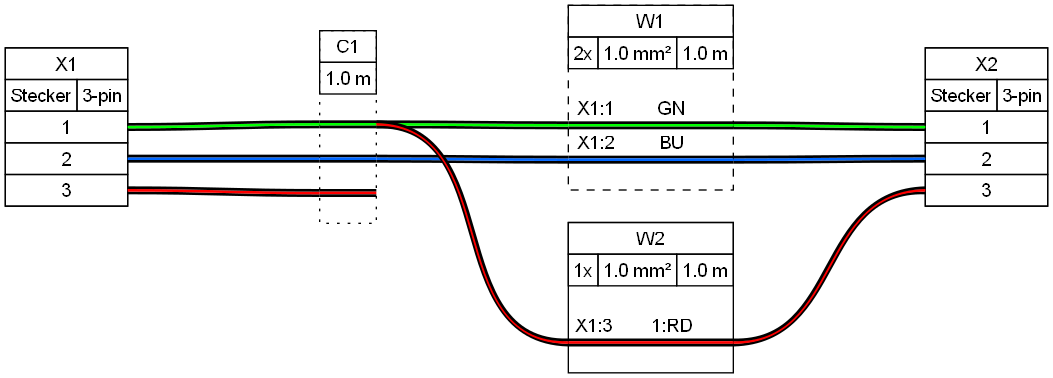 X1
Stecker 3-pin
1
2
3
C1
1.0 m
W1
2x 1.0 mm² 1.0 m
X1:1 GN
X1:2 BU
W2
1x 1.0 mm² 1.0 m
X1:3 1:RD
X2
Stecker 3-pin
1
2
3